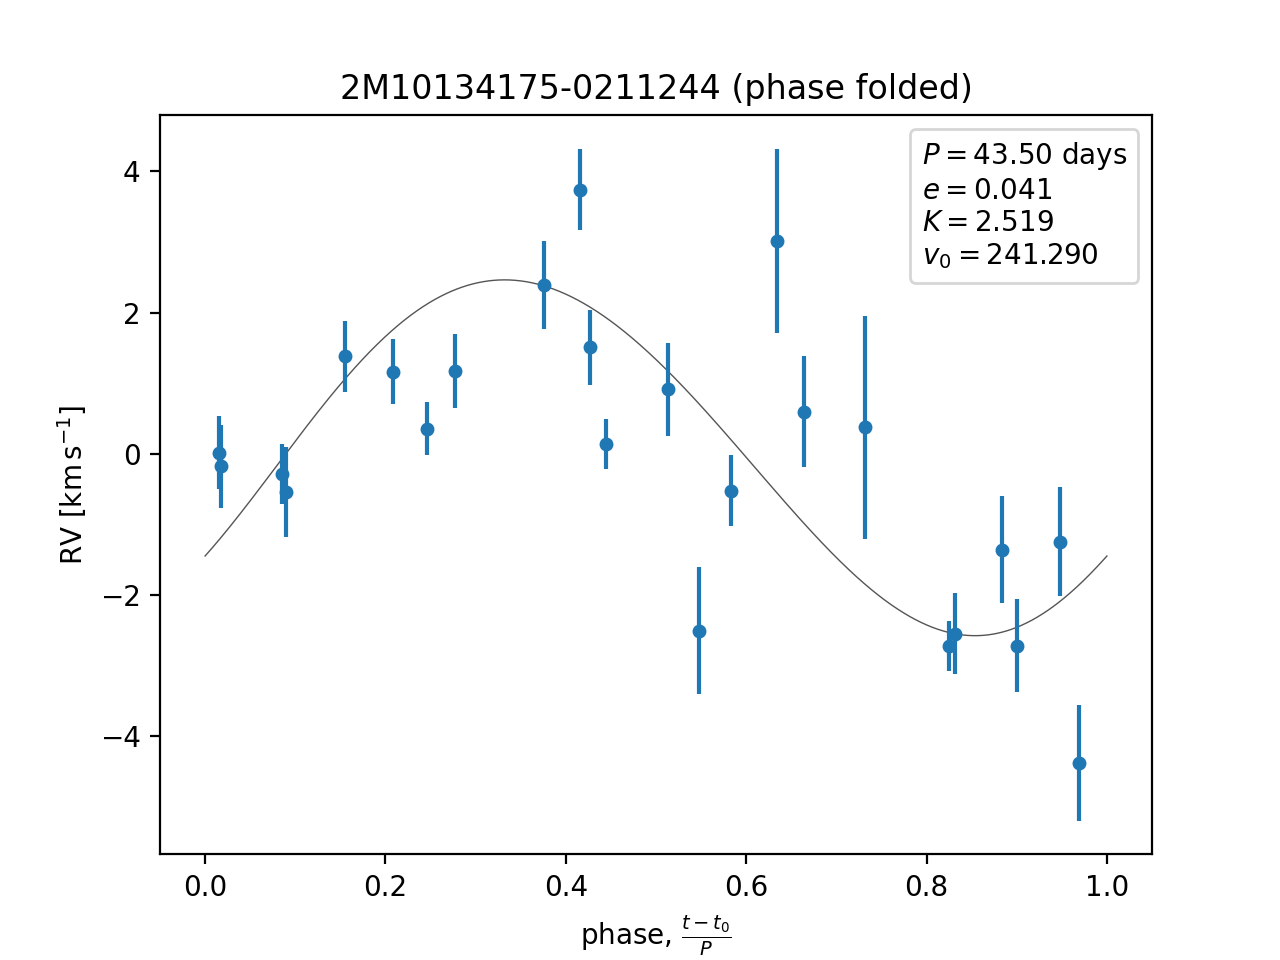 2M10134175-0211244 (phase folded)
P = 43.50 days
e = 0.041
K = 2.519
v₀ = 241.290
4
2
0
−2
−4
RV [km s⁻¹]
0.0 0.2 0.4 0.6 0.8 1.0
phase, (t − t₀)/P